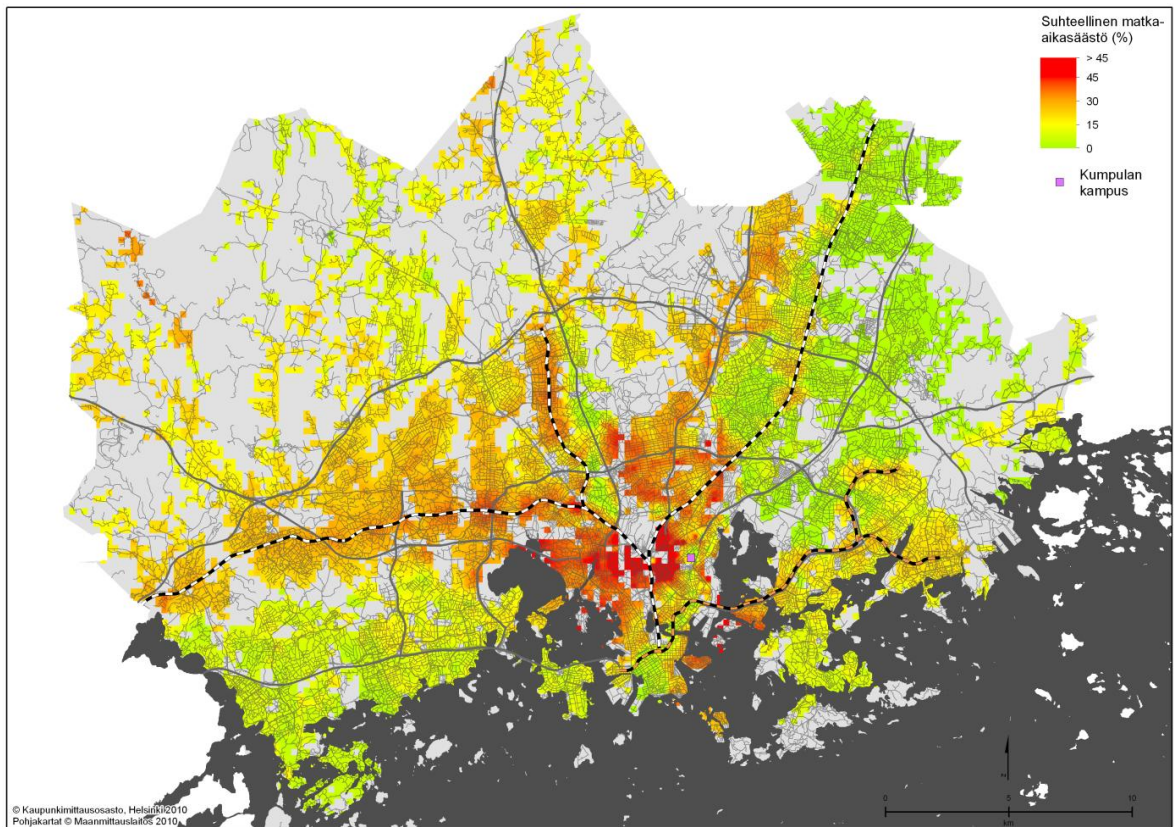 Suhteellinen matka-
aikasäästö (%)
> 45
45
30
15
0
Kumpulan
kampus
© Kaupunkimittausosasto, Helsinki 2010
Pohjakartat © Maanmittauslaitos 2010
0
5
10
km